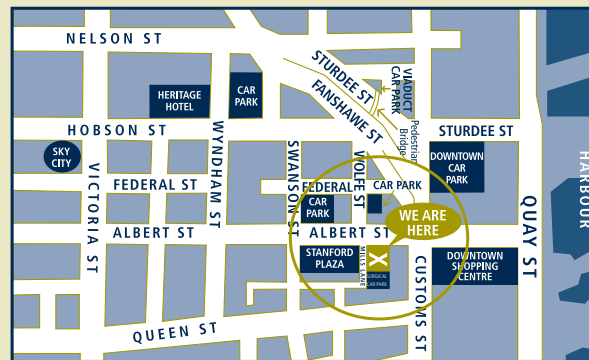 NELSON ST
STURDEE ST
FANSHAWE ST
VIADUCT
CAR PARK
Pedestrian
Bridge
HERITAGE
HOTEL
CAR
PARK
HOBSON ST
WYNDHAM ST
STURDEE ST
SKY
CITY
VICTORIA ST
SWANSON ST
WOLFE ST
DOWNTOWN
CAR
PARK
HARBOUR
FEDERAL ST
FEDERAL
CAR PARK
CAR
PARK
WE ARE
HERE
QUAY ST
ALBERT ST
ALBERT ST
STANFORD
PLAZA
MILLS LANE
X
SURGICAL
CAR PARK
CUSTOMS ST
DOWNTOWN
SHOPPING
CENTRE
QUEEN ST